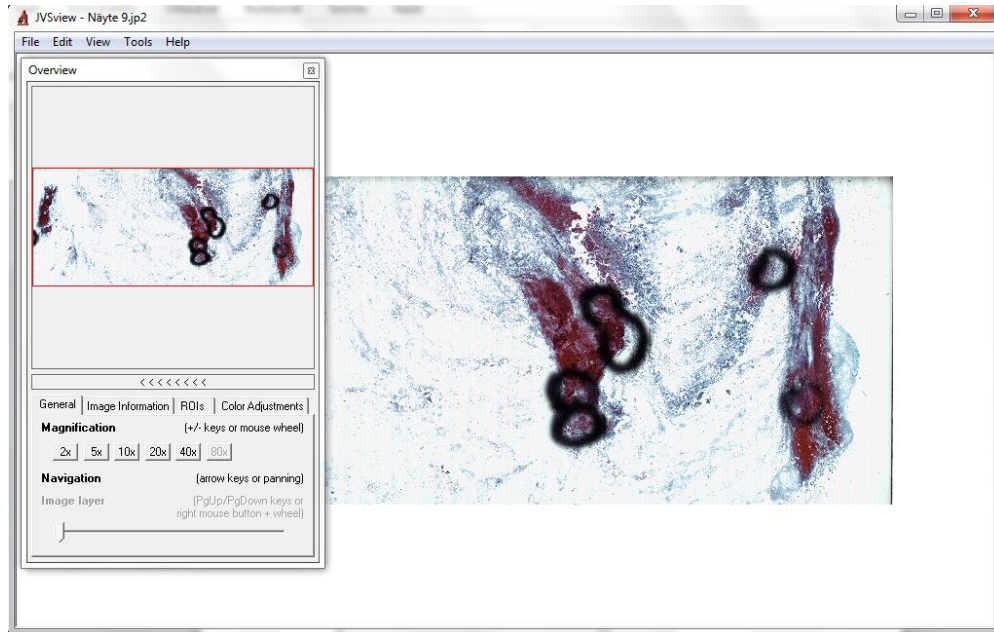 JVSview - Näyte 9.jp2
File Edit View Tools Help
Overview
< < < < < < < <
General Image Information ROIs Color Adjustments
Magnification (+/- keys or mouse wheel)
2x 5x 10x 20x 40x 80x
Navigation (arrow keys or panning)
Image layer (PgUp/PgDown keys or
right mouse button + wheel)